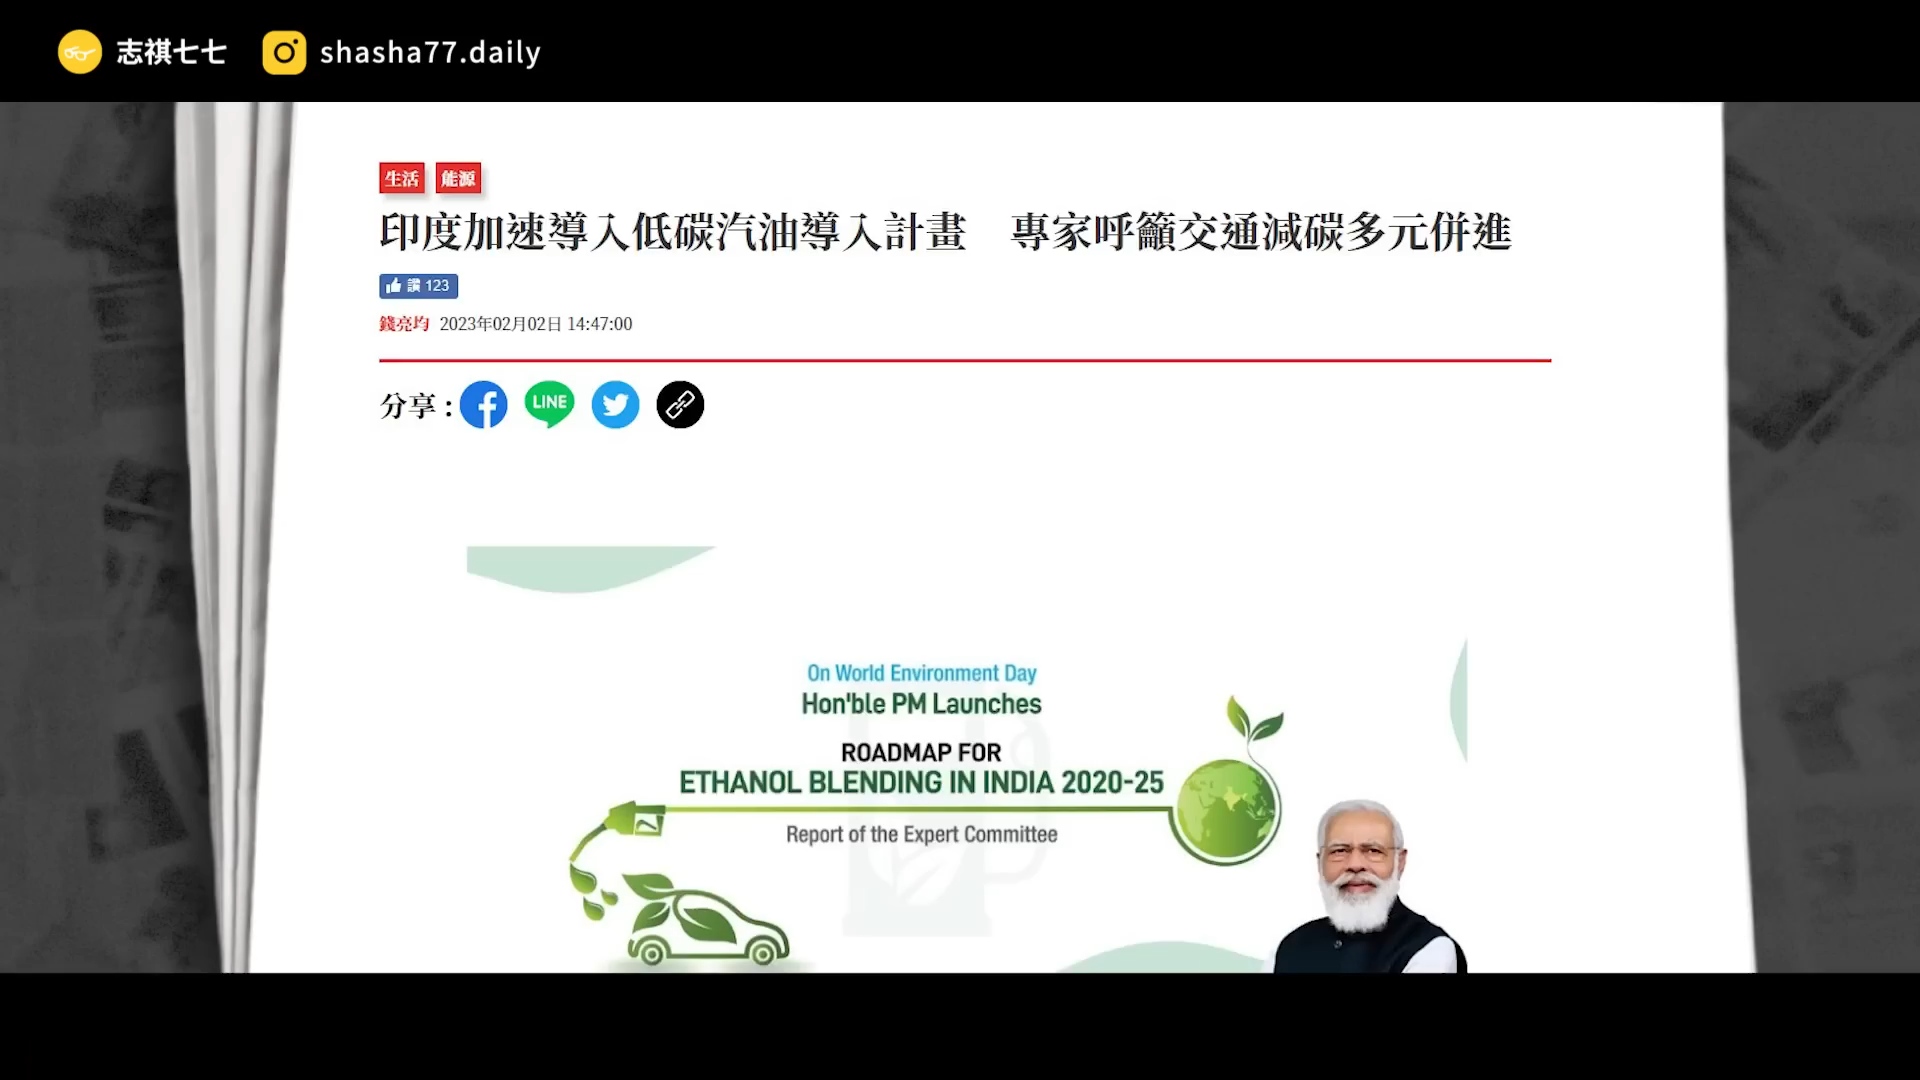 志祺七七 shasha77.daily
生活 能源
印度加速導入低碳汽油導入計畫 專家呼籲交通減碳多元併進
讚 123
錢亮均 2023年02月02日 14:47:00
分享 : LINE
On World Environment Day
Hon'ble PM Launches
ROADMAP FOR
ETHANOL BLENDING IN INDIA 2020-25
Report of the Expert Committee